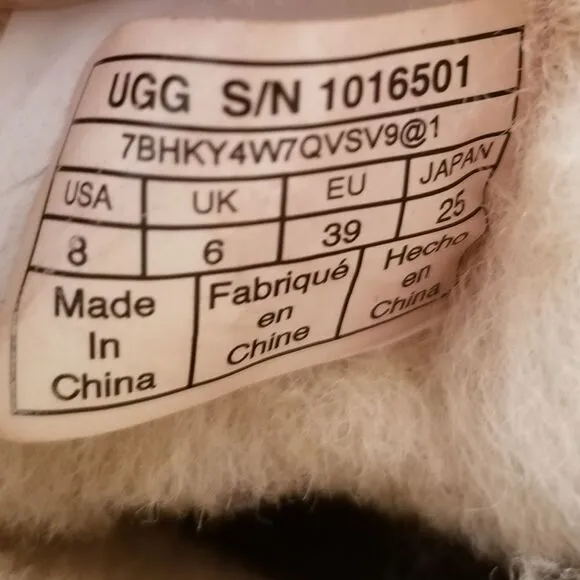 UGG S/N 1016501
7BHKY4W7QVSV9@1
USA UK EU JAPAN
8 6 39 25
Made In China
Fabriqué en Chine
Hecho en China